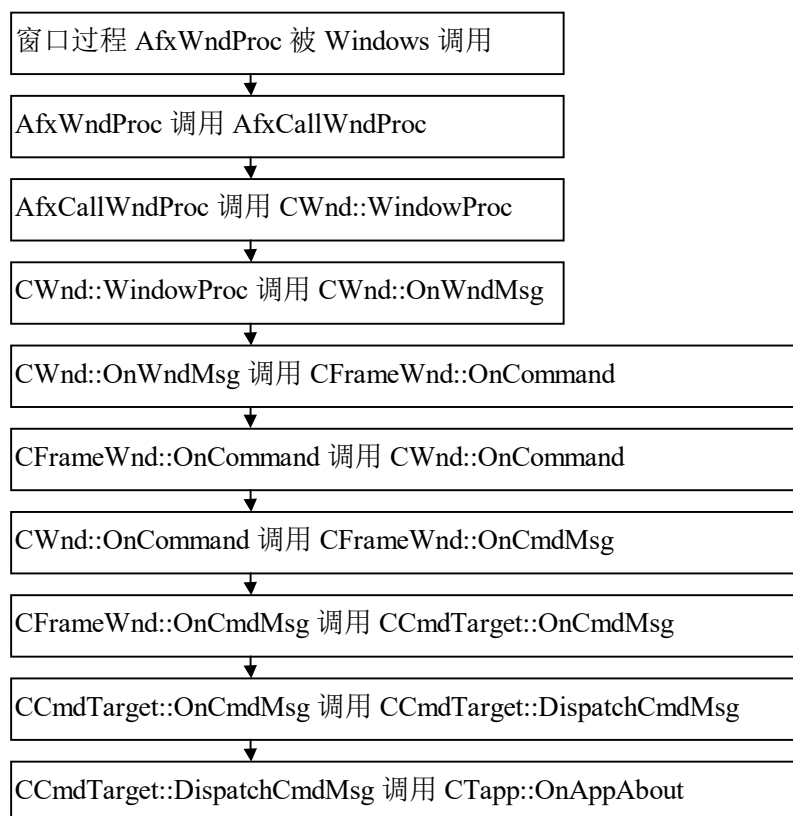 窗口过程 AfxWndProc 被 Windows 调用
AfxWndProc 调用 AfxCallWndProc
AfxCallWndProc 调用 CWnd::WindowProc
CWnd::WindowProc 调用 CWnd::OnWndMsg
CWnd::OnWndMsg 调用 CFrameWnd::OnCommand
CFrameWnd::OnCommand 调用 CWnd::OnCommand
CWnd::OnCommand 调用 CFrameWnd::OnCmdMsg
CFrameWnd::OnCmdMsg 调用 CCmdTarget::OnCmdMsg
CCmdTarget::OnCmdMsg 调用 CCmdTarget::DispatchCmdMsg
CCmdTarget::DispatchCmdMsg 调用 CTapp::OnAppAbout